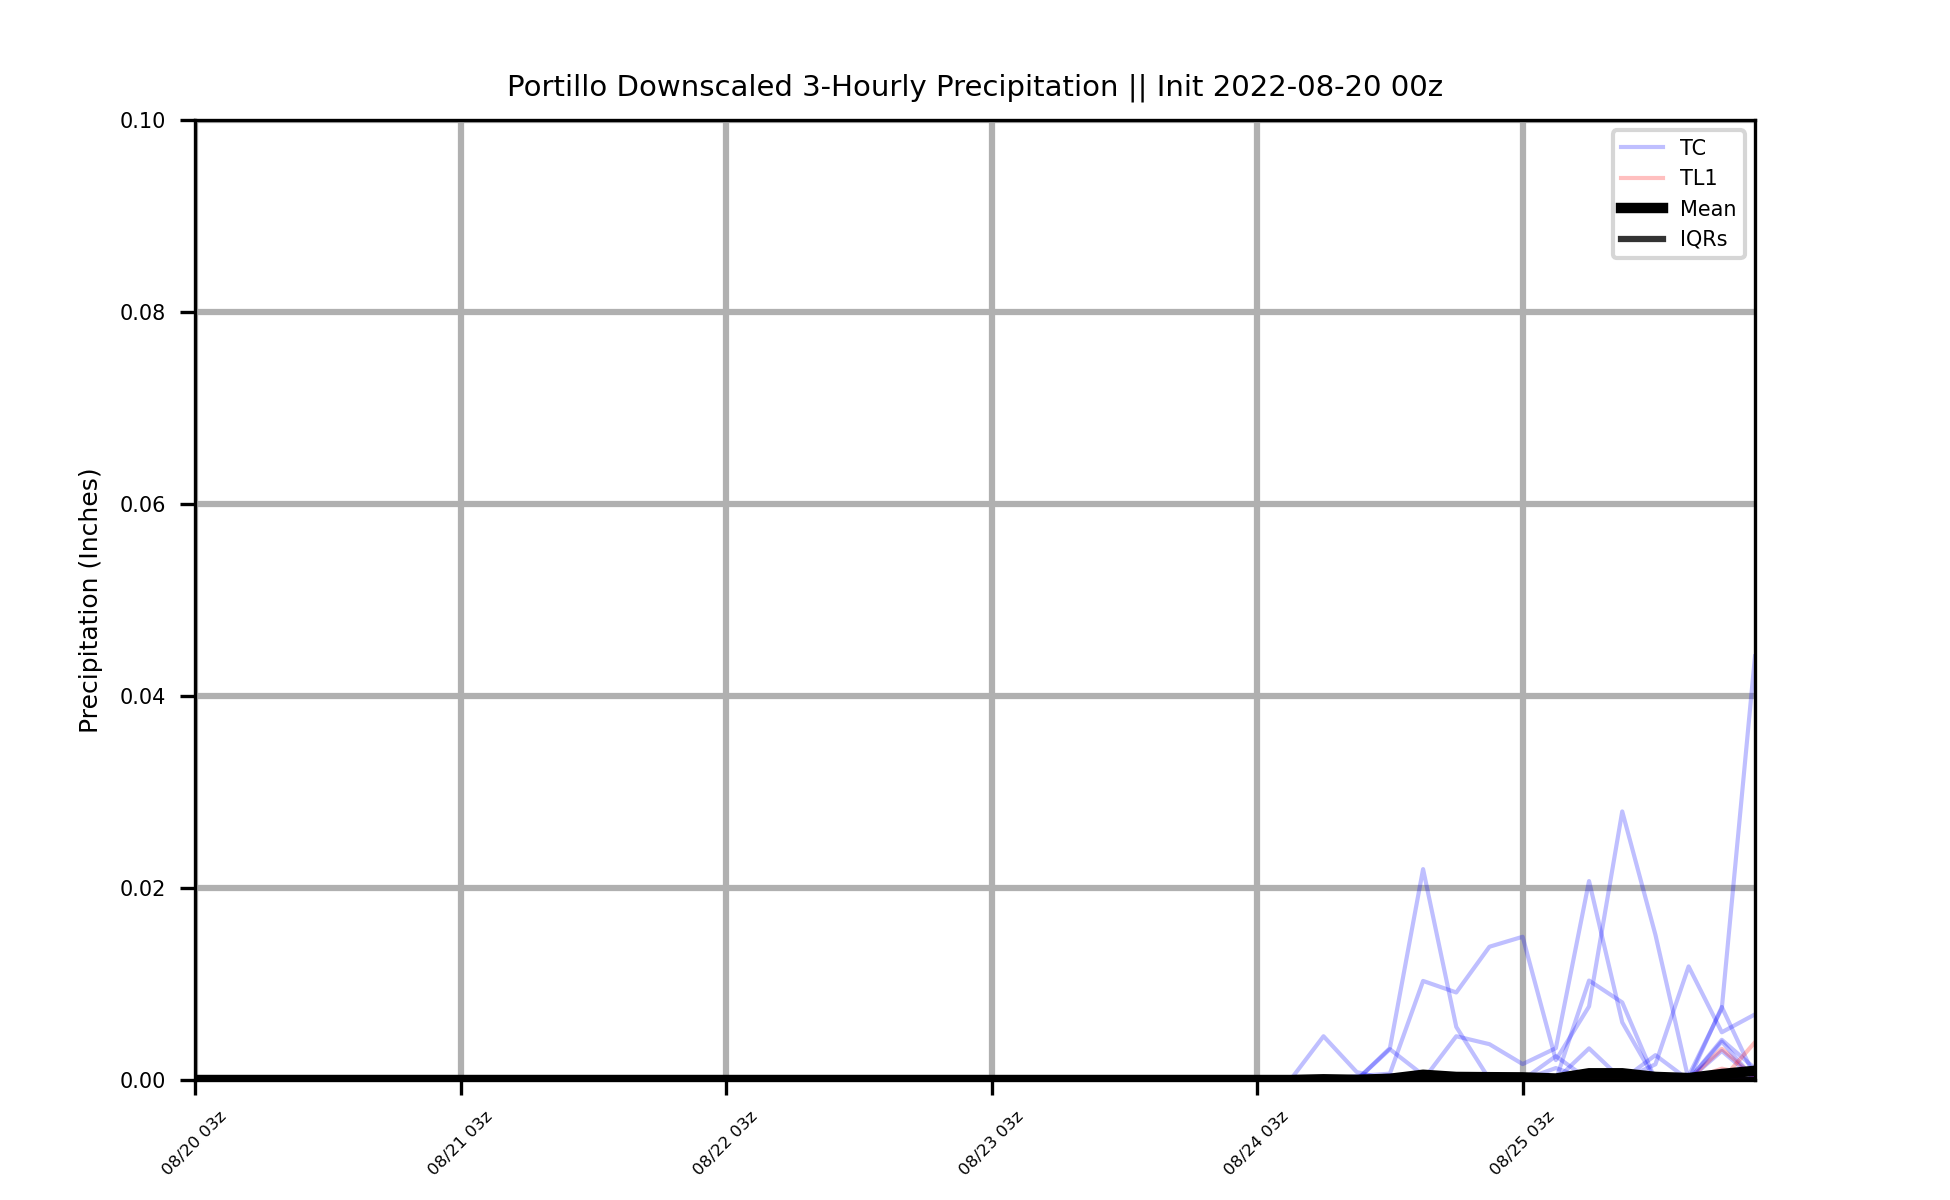 Portillo Downscaled 3-Hourly Precipitation || Init 2022-08-20 00z
0.10
0.08
0.06
0.04
0.02
0.00
Precipitation (Inches)
TC
TL1
Mean
IQRs
08/20 03z
08/21 03z
08/22 03z
08/23 03z
08/24 03z
08/25 03z